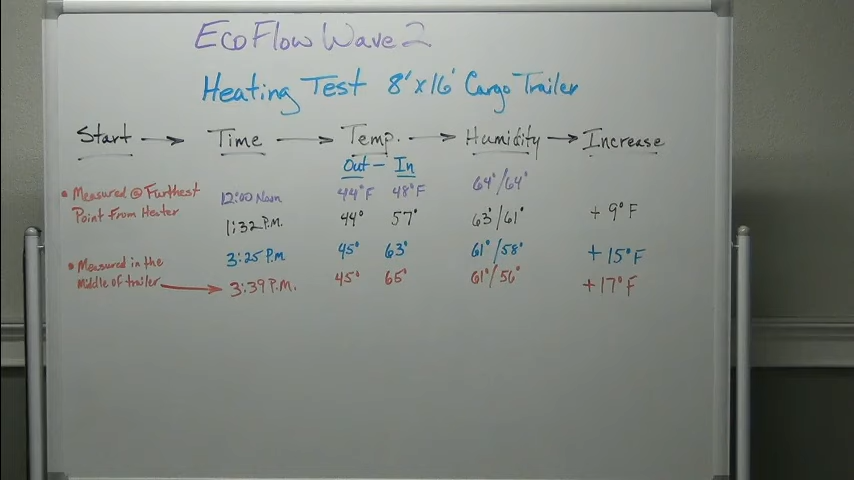 EcoFlow Wave 2
Heating Test 8'x16' Cargo Trailer
Start → Time → Temp. → Humidity → Increase
Out - In
• Measured @ Furthest
Point From Heater
12:00 Noon 44°F 48°F 64°/64°
1:32 P.M. 44° 57° 63°/61° + 9°F
3:25 P.M 45° 63° 61°/58° + 15°F
• Measured in the
Middle of trailer → 3:39 P.M. 45° 65° 61°/56° + 17°F